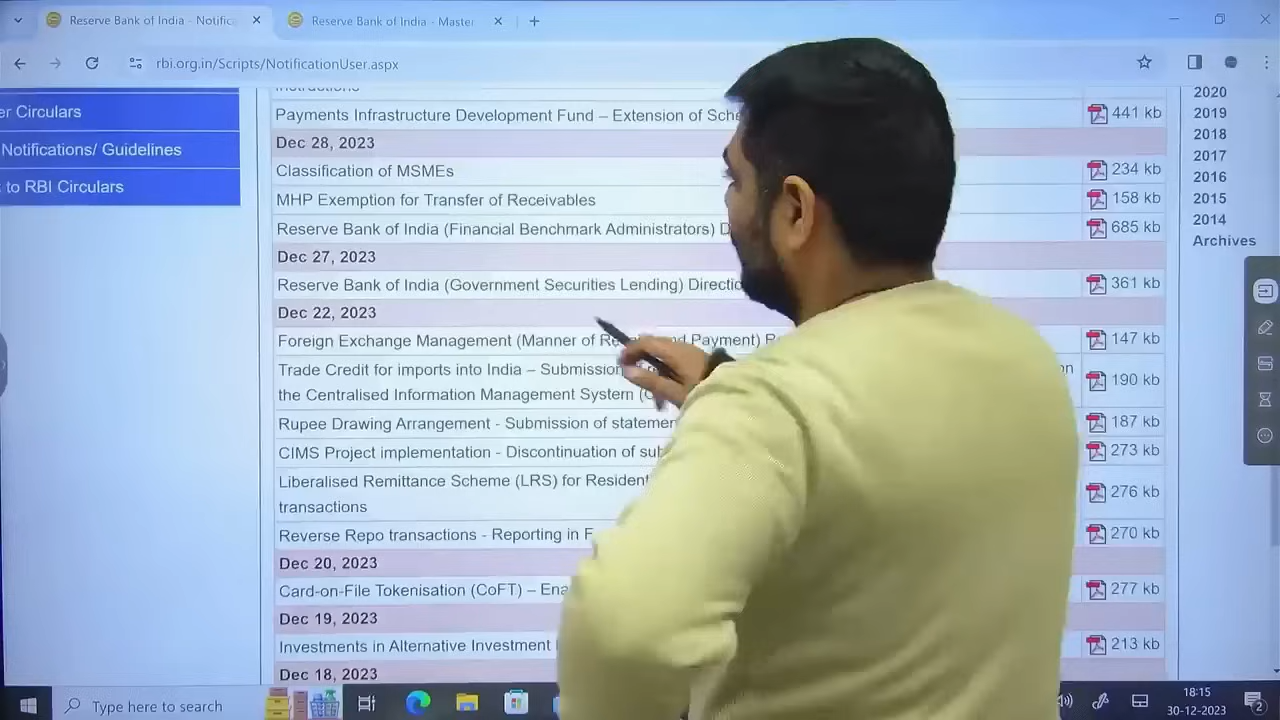 Reserve Bank of India - Notific
Reserve Bank of India - Master
rbi.org.in/Scripts/NotificationUser.aspx
er Circulars
Notifications/ Guidelines
to RBI Circulars
Instructions
Payments Infrastructure Development Fund – Extension of Sche
441 kb
Dec 28, 2023
Classification of MSMEs
234 kb
MHP Exemption for Transfer of Receivables
158 kb
Reserve Bank of India (Financial Benchmark Administrators) D
685 kb
Dec 27, 2023
Reserve Bank of India (Government Securities Lending) Directio
361 kb
Dec 22, 2023
Foreign Exchange Management (Manner of Re nd Payment) R
147 kb
Trade Credit for imports into India – Submission on
the Centralised Information Management System (C
190 kb
Rupee Drawing Arrangement - Submission of statemen
187 kb
CIMS Project implementation - Discontinuation of sub
273 kb
Liberalised Remittance Scheme (LRS) for Resident
transactions
276 kb
Reverse Repo transactions - Reporting in F
270 kb
Dec 20, 2023
Card-on-File Tokenisation (CoFT) – Ena
277 kb
Dec 19, 2023
Investments in Alternative Investment
213 kb
Dec 18, 2023
2020
2019
2018
2017
2016
2015
2014
Archives
Type here to search
18:15
30-12-2023
2